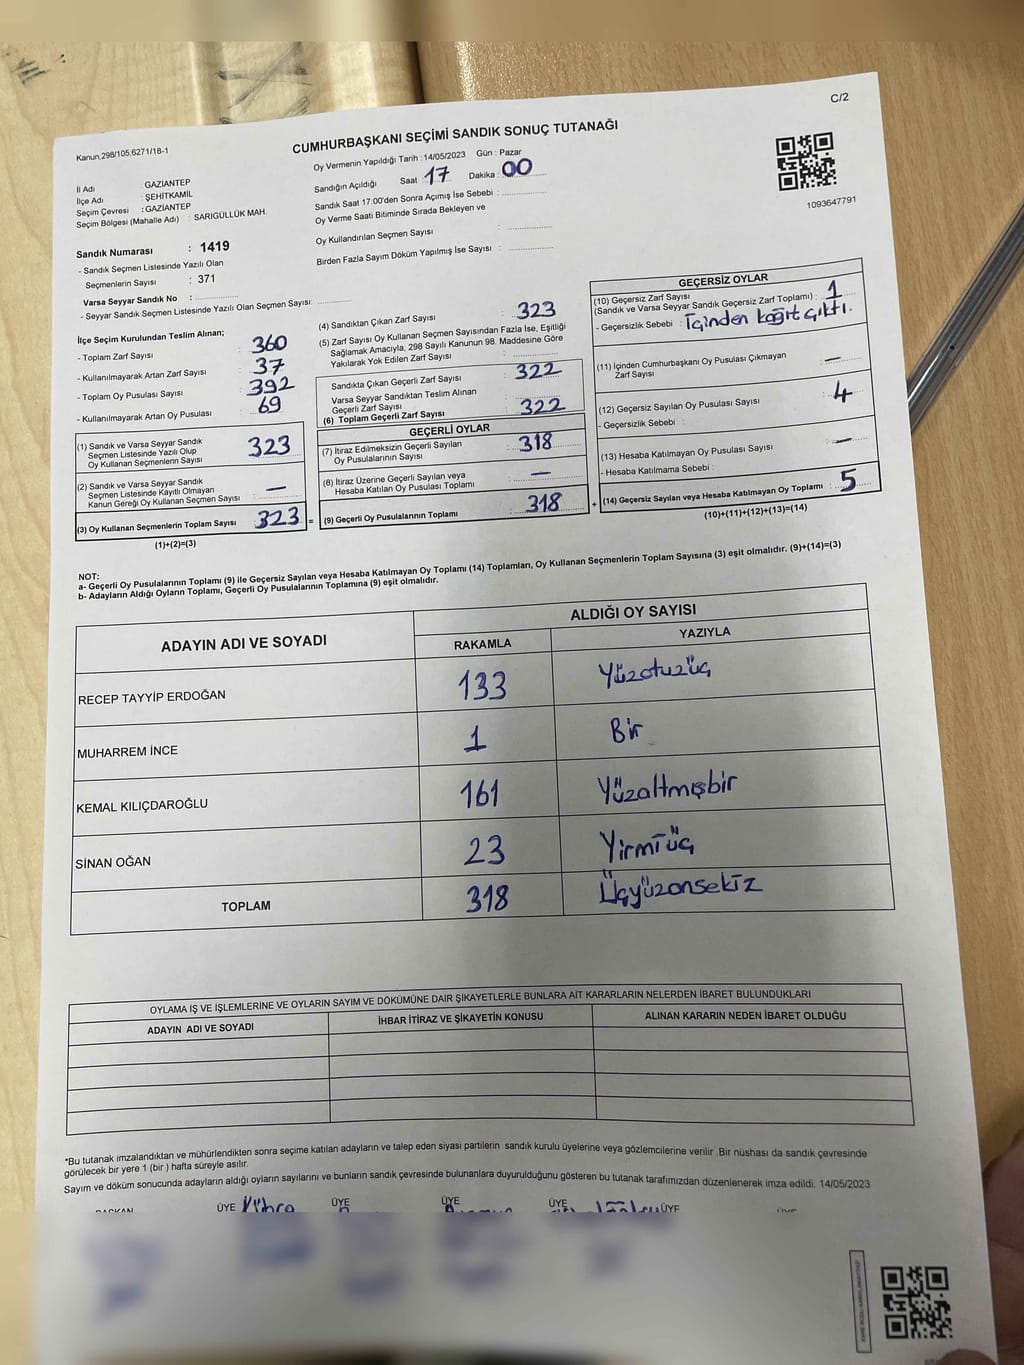 C/2
Kanun,298/105,6271/18-1
CUMHURBAŞKANI SEÇİMİ SANDIK SONUÇ TUTANAĞI
İl Adı GAZİANTEP
İlçe Adı : ŞEHİTKAMİL
Seçim Çevresi : GAZİANTEP
Seçim Bölgesi (Mahalle Adı) : SARIGÜLLÜK MAH.
Oy Vermenin Yapıldığı Tarih : 14/05/2023 Gün : Pazar
Sandığın Açıldığı Saat 17 Dakika : 00
Sandık Saat 17:00'den Sonra Açımış İse Sebebi :
Oy Verme Saati Bitiminde Sırada Bekleyen ve
Oy Kullandırılan Seçmen Sayısı :
Birden Fazla Sayım Döküm Yapılmış İse Sayısı :
1093647791
Sandık Numarası : 1419
- Sandık Seçmen Listesinde Yazılı Olan
Seçmenlerin Sayısı : 371
Varsa Seyyar Sandık No :
- Seyyar Sandık Seçmen Listesinde Yazılı Olan Seçmen Sayısı:
İlçe Seçim Kurulundan Teslim Alınan;
- Toplam Zarf Sayısı : 360
- Kullanılmayarak Artan Zarf Sayısı : 37
- Toplam Oy Pusulası Sayısı : 392
- Kullanılmayarak Artan Oy Pusulası : 69
(1) Sandık ve Varsa Seyyar Sandık
Seçmen Listesinde Yazılı Olup
Oy Kullanan Seçmenlerin Sayısı : 323
(2) Sandık ve Varsa Seyyar Sandık
Seçmen Listesinde Kayıtlı Olmayan
Kanun Gereği Oy Kullanan Seçmen Sayısı : —
(3) Oy Kullanan Seçmenlerin Toplam Sayısı 323 =
(1)+(2)=(3)
(4) Sandıktan Çıkan Zarf Sayısı : 323
(5) Zarf Sayısı Oy Kullanan Seçmen Sayısından Fazla İse, Eşitliği
Sağlamak Amacıyla, 298 Sayılı Kanunun 98. Maddesine Göre
Yakılarak Yok Edilen Zarf Sayısı :
Sandıkta Çıkan Geçerli Zarf Sayısı : 322
Varsa Seyyar Sandıktan Teslim Alınan
Geçerli Zarf Sayısı :
(6) Toplam Geçerli Zarf Sayısı : 322
GEÇERLİ OYLAR
(7) İtiraz Edilmeksizin Geçerli Sayılan
Oy Pusulalarının Sayısı : 318
(8) İtiraz Üzerine Geçerli Sayılan veya
Hesaba Katılan Oy Pusulası Toplamı : —
(9) Geçerli Oy Pusulalarının Toplamı : 318 +
GEÇERSİZ OYLAR
(10) Geçersiz Zarf Sayısı
(Sandık ve Varsa Seyyar Sandık Geçersiz Zarf Toplamı) : 1
- Geçersizlik Sebebi : İçinden kağıt çıktı.
(11) İçinden Cumhurbaşkanı Oy Pusulası Çıkmayan
Zarf Sayısı : —
(12) Geçersiz Sayılan Oy Pusulası Sayısı : 4
- Geçersizlik Sebebi :
(13) Hesaba Katılmayan Oy Pusulası Sayısı : —
- Hesaba Katılmama Sebebi :
(14) Geçersiz Sayılan veya Hesaba Katılmayan Oy Toplamı : 5
(10)+(11)+(12)+(13)=(14)
NOT:
a- Geçerli Oy Pusulalarının Toplamı (9) ile Geçersiz Sayılan veya Hesaba Katılmayan Oy Toplamı (14) Toplamları, Oy Kullanan Seçmenlerin Toplam Sayısına (3) eşit olmalıdır. (9)+(14)=(3)
b- Adayların Aldığı Oyların Toplamı, Geçerli Oy Pusulalarının Toplamına (9) eşit olmalıdır.
ADAYIN ADI VE SOYADI
ALDIĞI OY SAYISI
RAKAMLA YAZIYLA
RECEP TAYYİP ERDOĞAN 133 Yüzotuzüç
MUHARREM İNCE 1 Bir
KEMAL KILIÇDAROĞLU 161 Yüzaltmışbir
SİNAN OĞAN 23 Yirmiüç
TOPLAM 318 Üçyüzonsekiz
OYLAMA İŞ VE İŞLEMLERİNE VE OYLARIN SAYIM VE DÖKÜMÜNE DAİR ŞİKAYETLERLE BUNLARA AİT KARARLARIN NELERDEN İBARET BULUNDUKLARI
ADAYIN ADI VE SOYADI İHBAR İTİRAZ VE ŞİKAYETİN KONUSU ALINAN KARARIN NEDEN İBARET OLDUĞU
*Bu tutanak imzalandıktan ve mühürlendikten sonra seçime katılan adayların ve talep eden siyasi partilerin sandık kurulu üyelerine veya gözlemcilerine verilir. Bir nüshası da sandık çevresinde
görülecek bir yere 1 (bir ) hafta süreyle asılır.
Sayım ve döküm sonucunda adayların aldığı oyların sayılarını ve bunların sandık çevresinde bulunanlara duyurulduğunu gösteren bu tutanak tarafımızdan düzenlenerek imza edildi. 14/05/2023
BAŞKAN ÜYE Kübra ÜYE ÜYE ÜYE ÜYE ÜYE